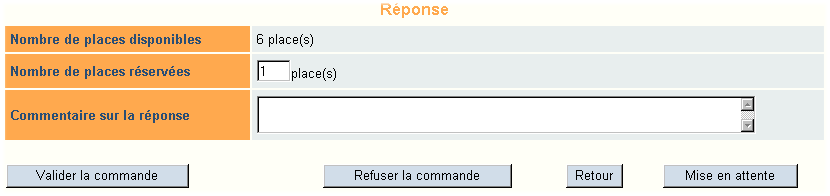 Réponse
Nombre de places disponibles 6 place(s)
Nombre de places réservées 1 place(s)
Commentaire sur la réponse
Valider la commande Refuser la commande Retour Mise en attente